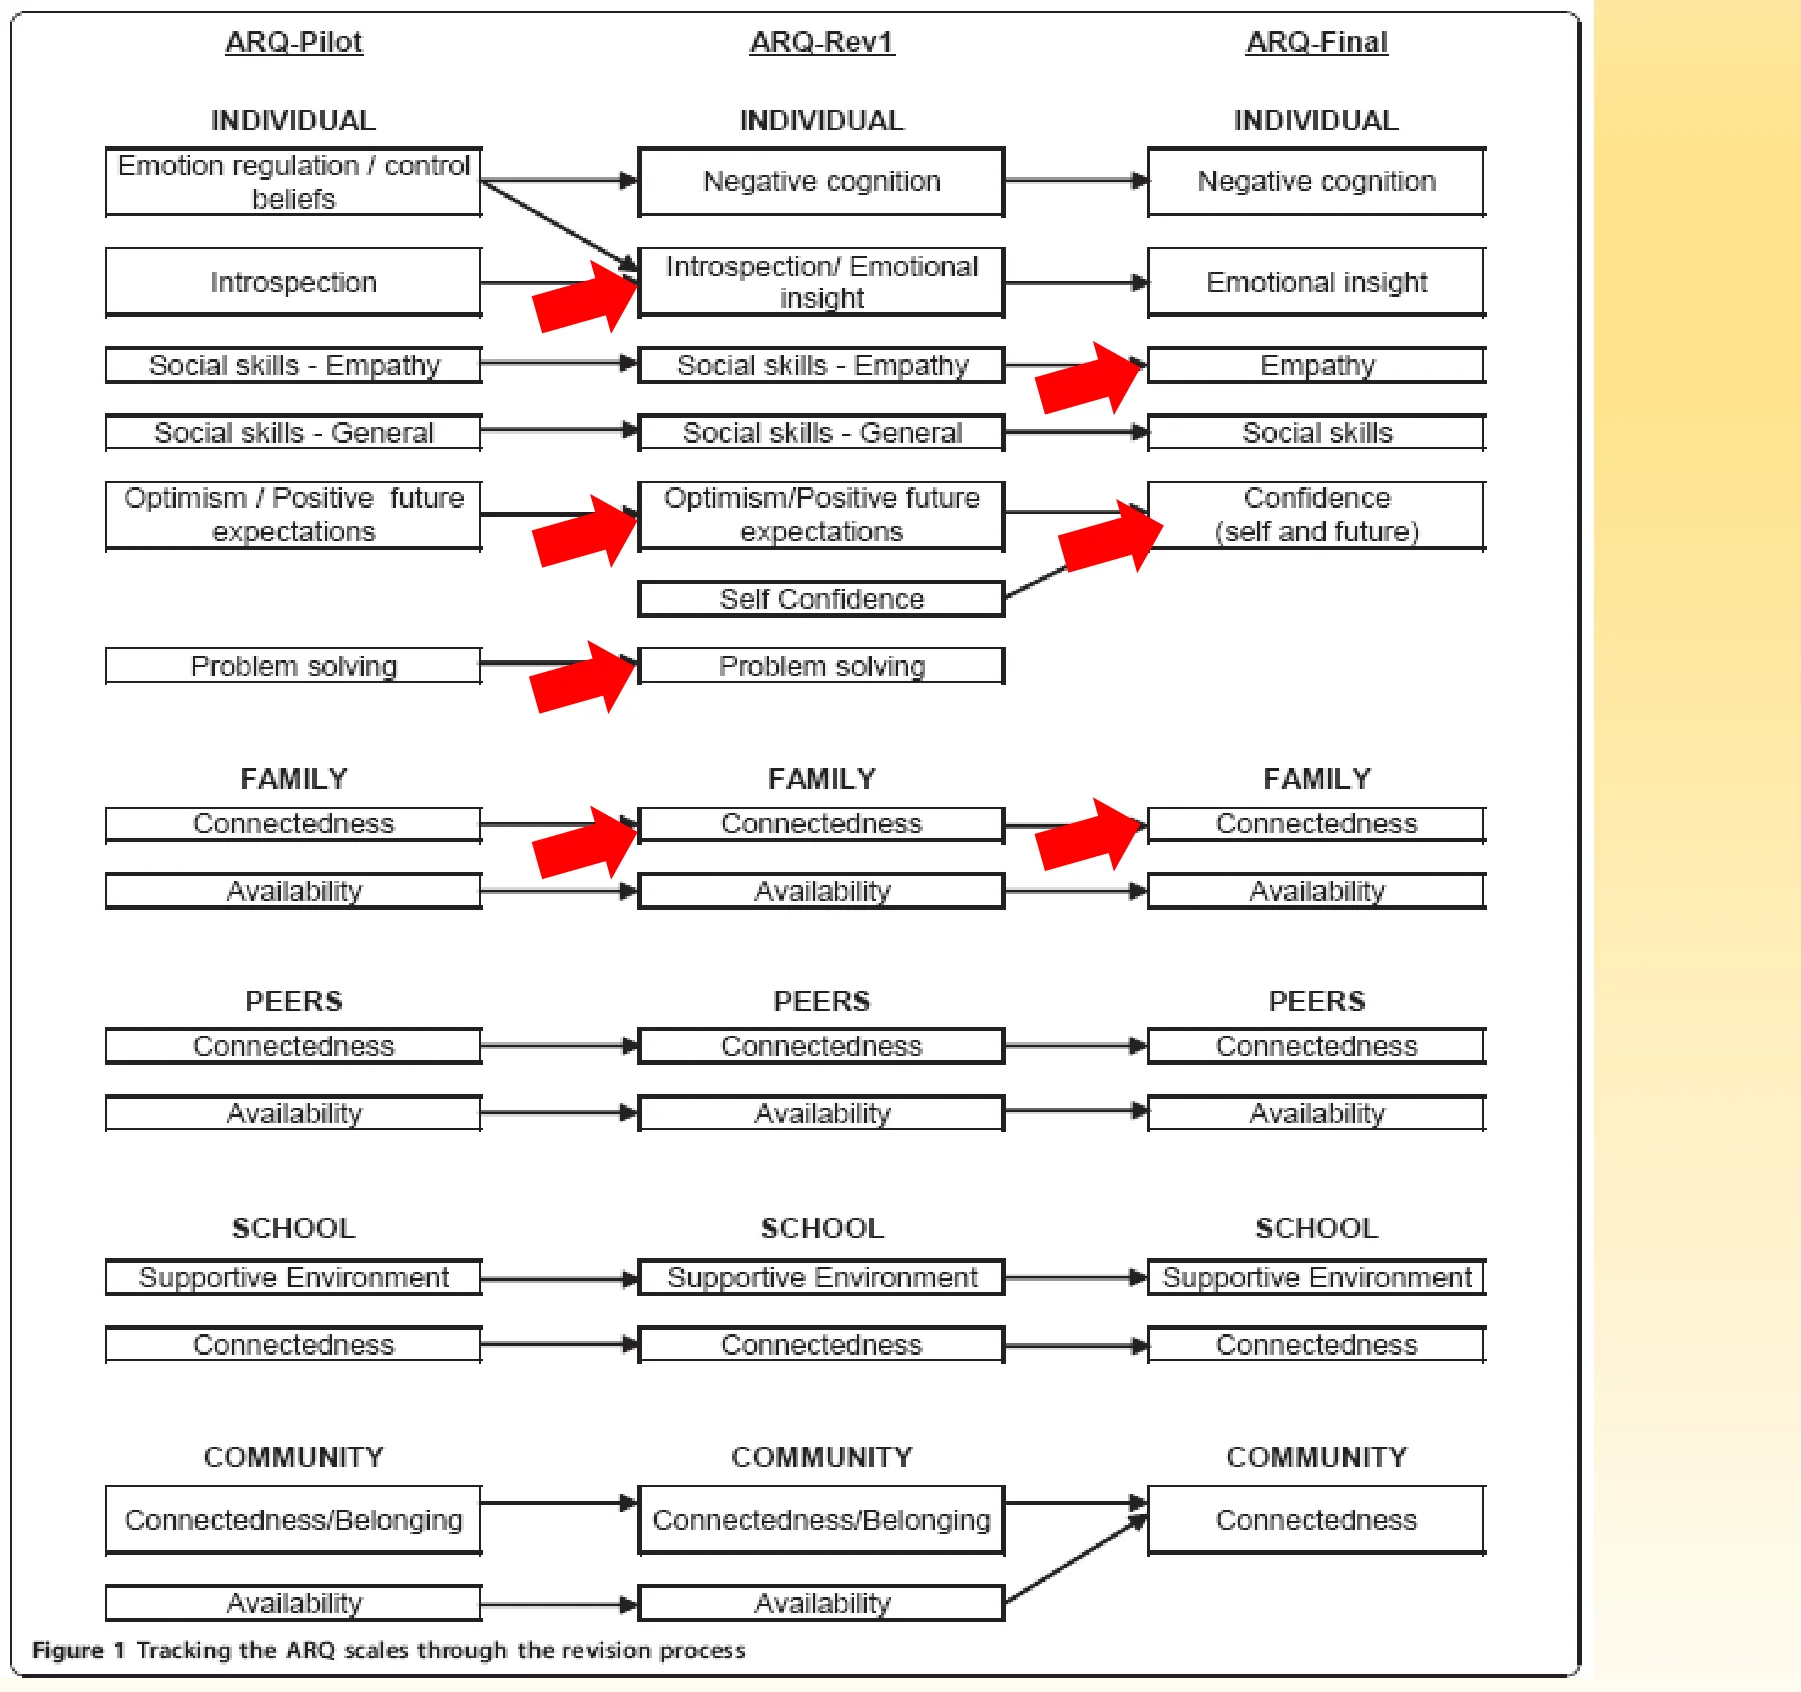 ARQ-Pilot ARQ-Rev1 ARQ-Final
INDIVIDUAL INDIVIDUAL INDIVIDUAL
Emotion regulation / control
beliefs
Negative cognition
Negative cognition
Introspection
Introspection/ Emotional
insight
Emotional insight
Social skills - Empathy
Social skills - Empathy
Empathy
Social skills - General
Social skills - General
Social skills
Optimism / Positive future
expectations
Optimism/Positive future
expectations
Confidence
(self and future)
Self Confidence
Problem solving
Problem solving
FAMILY FAMILY FAMILY
Connectedness
Connectedness
Connectedness
Availability
Availability
Availability
PEERS PEERS PEERS
Connectedness
Connectedness
Connectedness
Availability
Availability
Availability
SCHOOL SCHOOL SCHOOL
Supportive Environment
Supportive Environment
Supportive Environment
Connectedness
Connectedness
Connectedness
COMMUNITY COMMUNITY COMMUNITY
Connectedness/Belonging
Connectedness/Belonging
Connectedness
Availability
Availability
Figure 1 Tracking the ARQ scales through the revision process